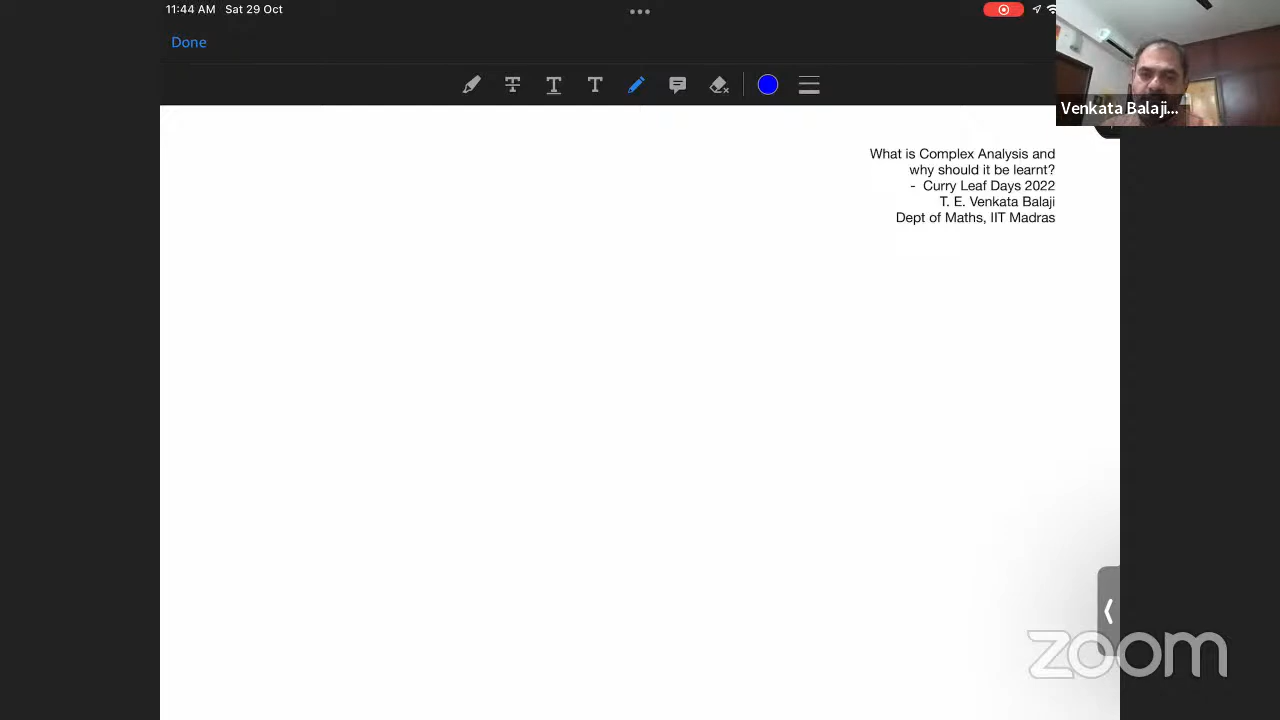 11:44 AM Sat 29 Oct
Done
T T T
Venkata Balaji...
What is Complex Analysis and
why should it be learnt?
- Curry Leaf Days 2022
T. E. Venkata Balaji
Dept of Maths, IIT Madras
zoom